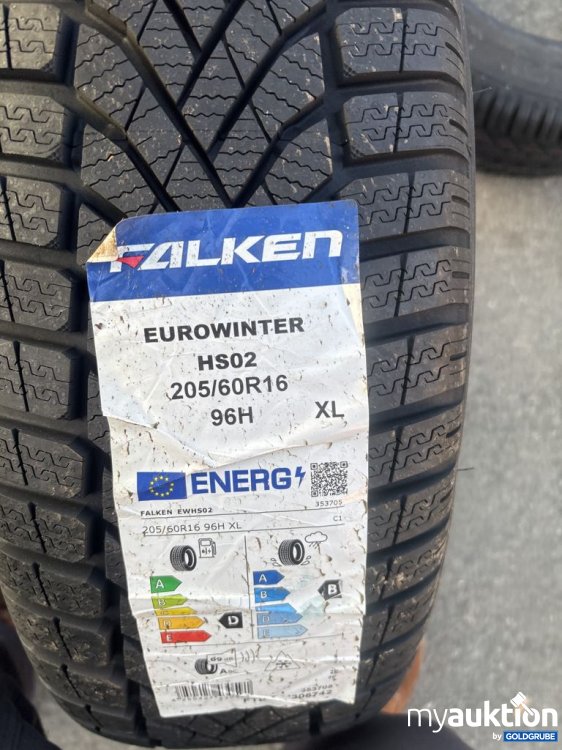 FALKEN
EUROWINTER
HS02
205/60R16
96H XL
ENERG
353705
FALKEN EWHS02
205/60R16 96H XL C1
A
B
D
E
D
A
B
D
E
B
A
myauktion
by GOLDGRUBE